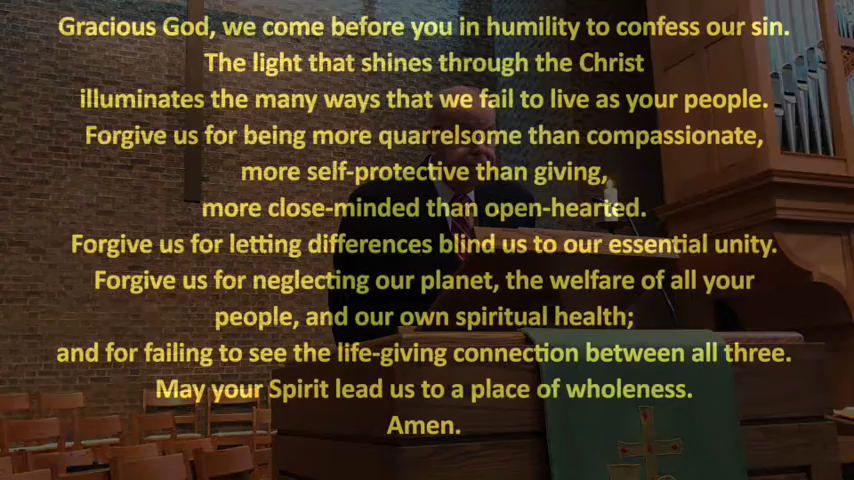 Gracious God, we come before you in humility to confess our sin.
The light that shines through the Christ
illuminates the many ways that we fail to live as your people.
Forgive us for being more quarrelsome than compassionate,
more self-protective than giving,
more close-minded than open-hearted.
Forgive us for letting differences blind us to our essential unity.
Forgive us for neglecting our planet, the welfare of all your
people, and our own spiritual health;
and for failing to see the life-giving connection between all three.
May your Spirit lead us to a place of wholeness.
Amen.